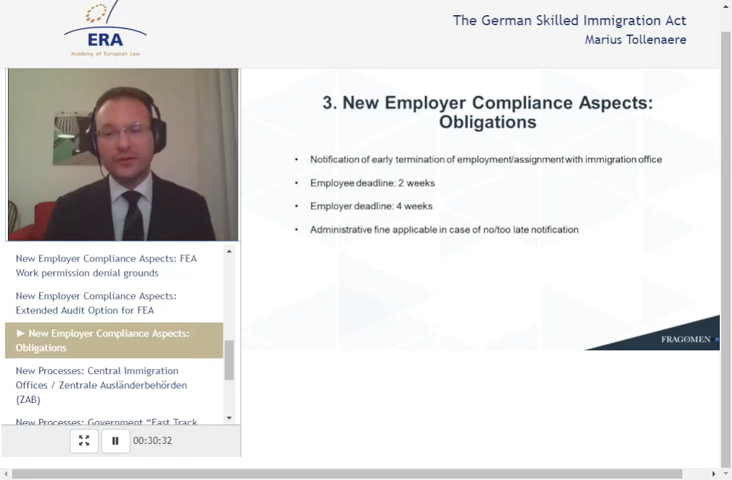 ERA
Academy of European Law
The German Skilled Immigration Act
Marius Tollenaere
3. New Employer Compliance Aspects:
Obligations
• Notification of early termination of employment/assignment with immigration office
• Employee deadline: 2 weeks
• Employer deadline: 4 weeks
• Administrative fine applicable in case of no/too late notification
FRAGOMEN
New Employer Compliance Aspects: FEA
Work permission denial grounds
New Employer Compliance Aspects:
Extended Audit Option for FEA
► New Employer Compliance Aspects:
Obligations
New Processes: Central Immigration
Offices / Zentrale Ausländerbehörden
(ZAB)
New Processes: Government "Fast Track
00:30:32